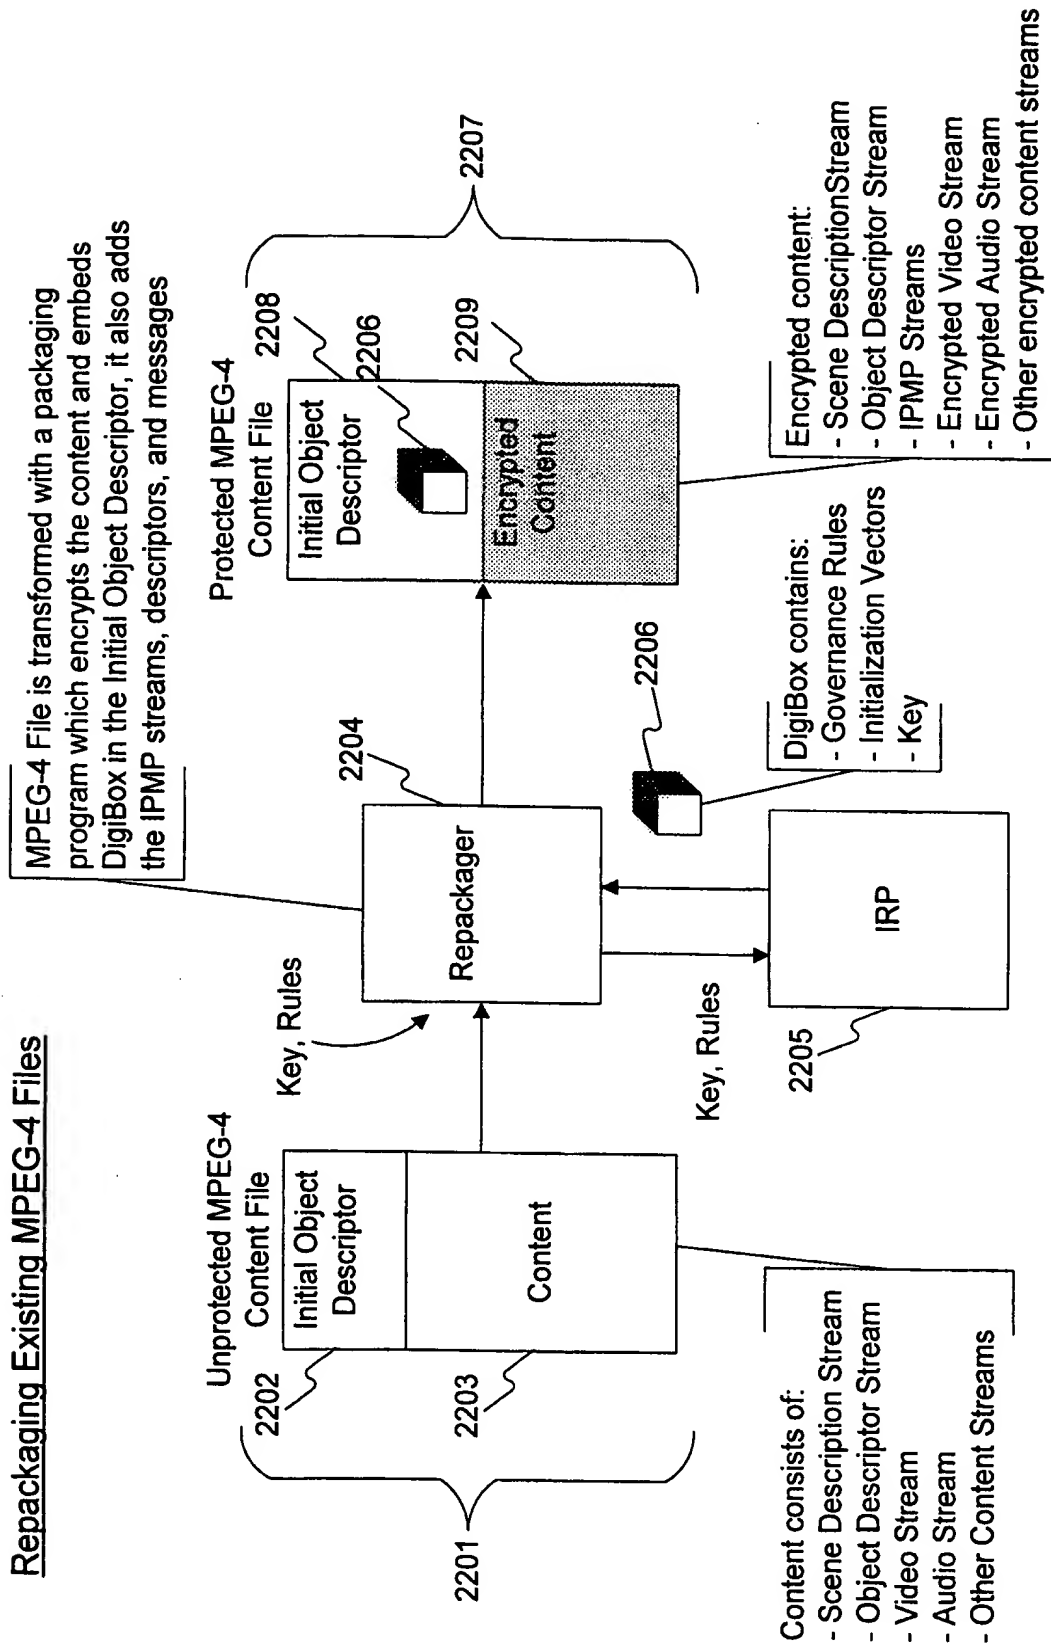 Repackaging Existing MPEG-4 Files
MPEG-4 File is transformed with a packaging
program which encrypts the content and embeds
DigiBox in the Initial Object Descriptor, it also adds
the IPMP streams, descriptors, and messages
Unprotected MPEG-4
Content File
Initial Object
Descriptor
Content
2201
2202
2203
Content consists of:
- Scene Description Stream
- Object Descriptor Stream
- Video Stream
- Audio Stream
- Other Content Streams
Key, Rules
Repackager
2204
Key, Rules
IRP
2205
2206
DigiBox contains:
- Governance Rules
- Initialization Vectors
- Key
Protected MPEG-4
Content File
Initial Object
Descriptor
Encrypted
Content
2208
2206
2209
2207
Encrypted content:
- Scene DescriptionStream
- Object Descriptor Stream
- IPMP Streams
- Encrypted Video Stream
- Encrypted Audio Stream
- Other encrypted content streams